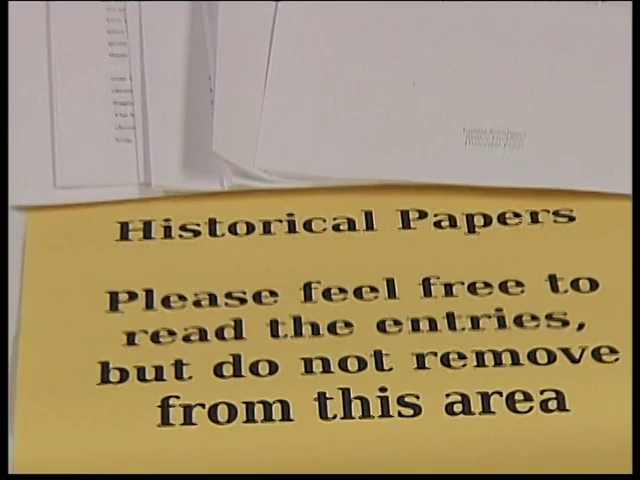 Historical Papers
Please feel free to
read the entries,
but do not remove
from this area